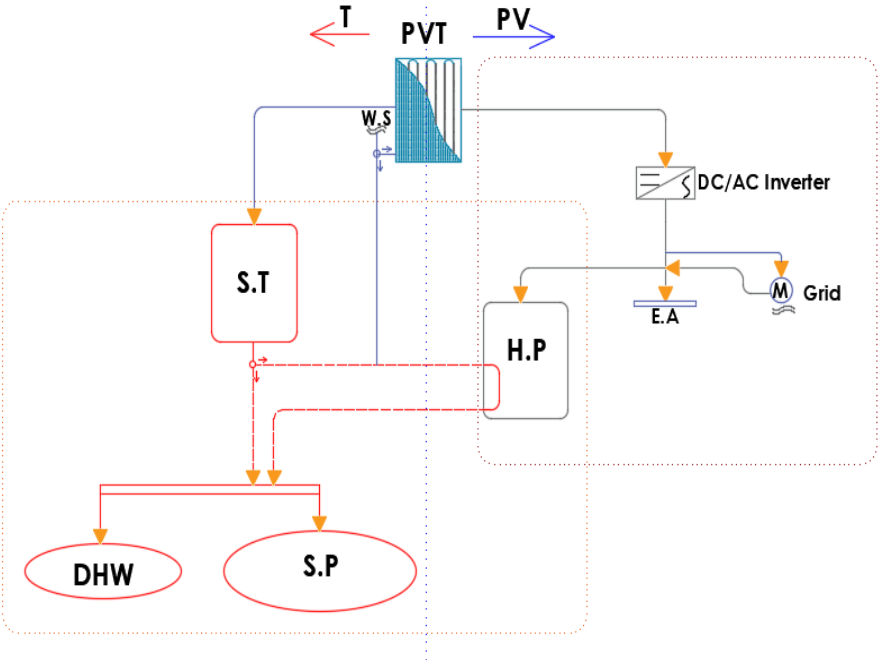 T
PVT
PV
W.S
DC/AC Inverter
S.T
M
Grid
E.A
H.P
DHW
S.P